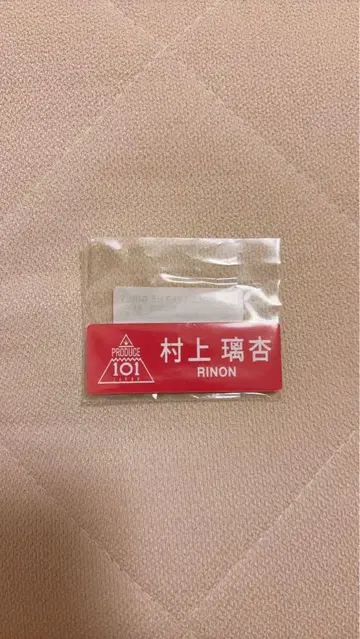 PRODUCE
101
JAPAN
村上 璃杏
RINON